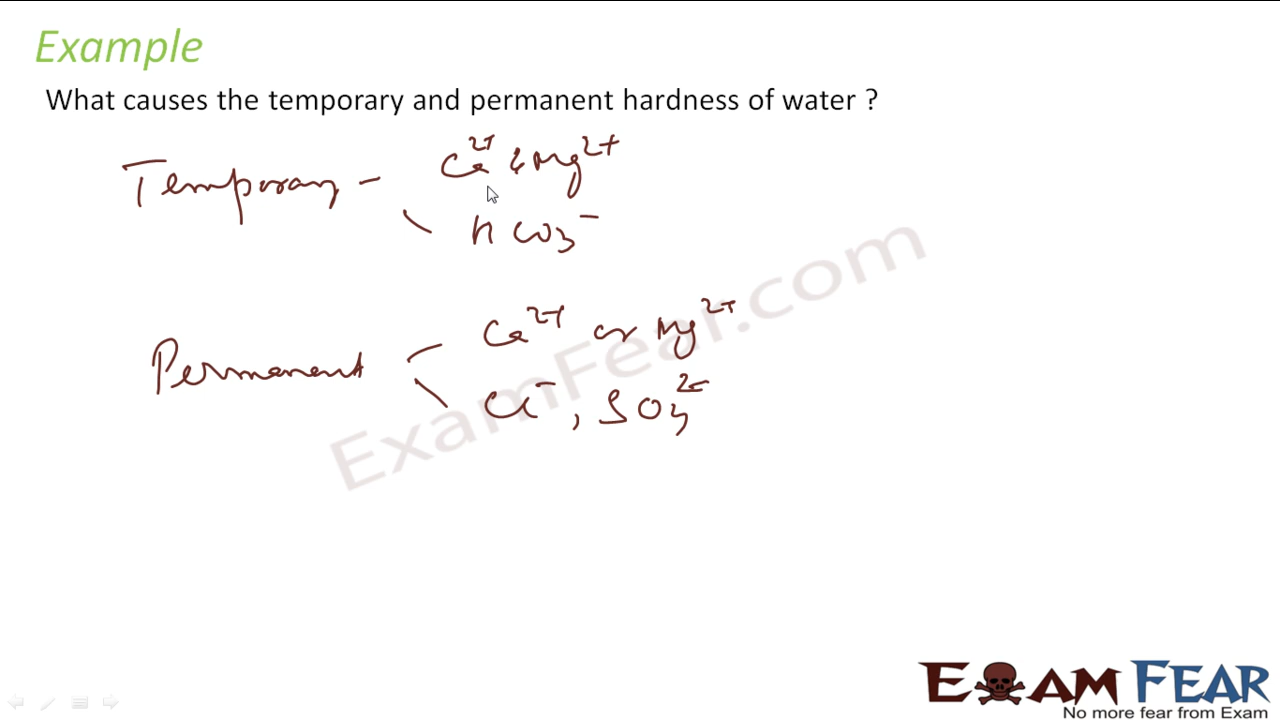 Example
What causes the temporary and permanent hardness of water ?
Temporary - Ca2+ & Mg2+
HCO3-
Permanent Ca2+ or Mg2+
Cl-, SO42-
ExamFear.com
EXAM FEAR
No more fear from Exam